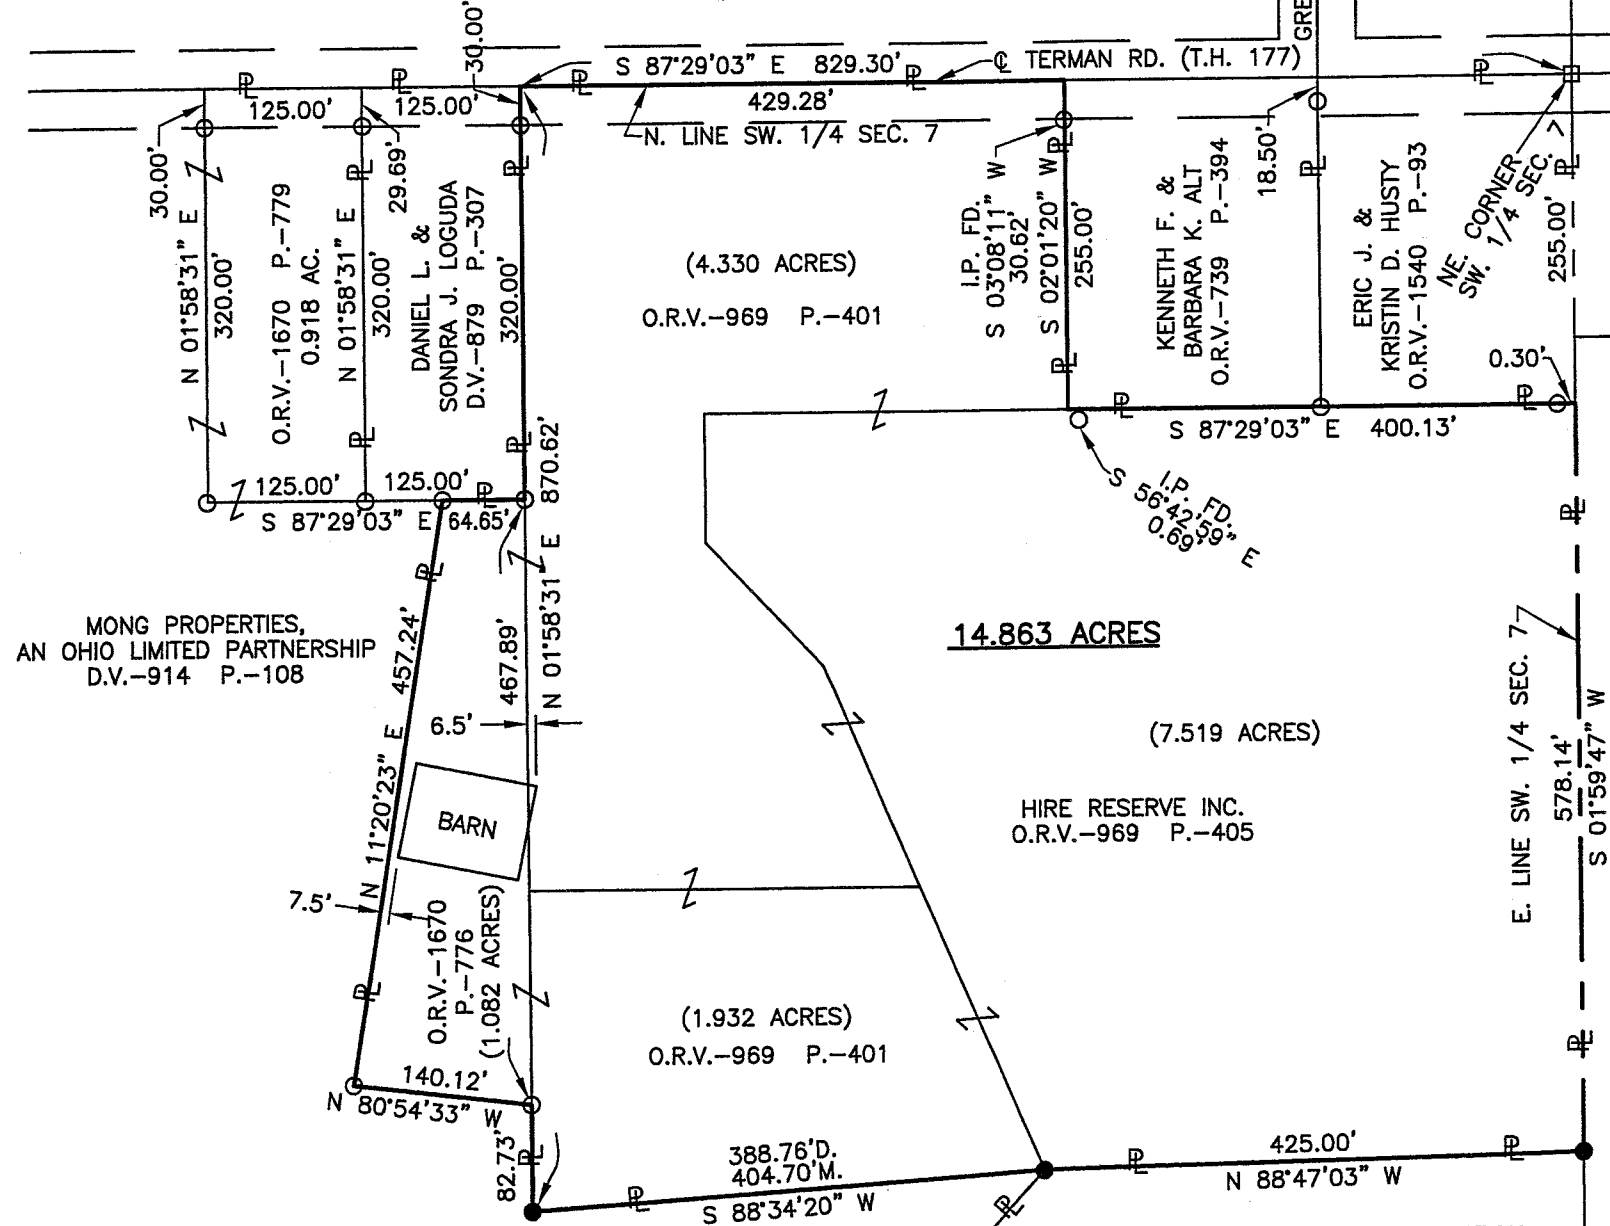 30.00'
GRE
S 87°29'03" E 829.30'
℄ TERMAN RD. (T.H. 177)
125.00'
125.00'
429.28'
N. LINE SW. 1/4 SEC. 7
30.00'
N 01°58'31" E
320.00'
O.R.V.-1670 P.-779
0.918 AC.
N 01°58'31" E
320.00'
29.69'
DANIEL L. &
SONDRA J. LOGUDA
D.V.-879 P.-307
320.00'
(4.330 ACRES)
O.R.V.-969 P.-401
I.P. FD.
S 03°08'11" W
30.62'
S 02°01'20" W
255.00'
KENNETH F. &
BARBARA K. ALT
O.R.V.-739 P.-394
18.50'
ERIC J. &
KRISTIN D. HUSTY
O.R.V.-1540 P.-93
NE. CORNER
SW. 1/4 SEC. 7
255.00'
0.30'
S 87°29'03" E 400.13'
I.P. FD.
S 56°42'59" E
0.69'
125.00'
125.00'
S 87°29'03" E
64.65'
870.62'
N 01°58'31" E
467.89'
MONG PROPERTIES,
AN OHIO LIMITED PARTNERSHIP
D.V.-914 P.-108
N 11°20'23" E 457.24'
6.5'
BARN
7.5'
O.R.V.-1670
P.-776
(1.082 ACRES)
14.863 ACRES
(7.519 ACRES)
HIRE RESERVE INC.
O.R.V.-969 P.-405
E. LINE SW. 1/4 SEC. 7
578.14'
S 01°59'47" W
(1.932 ACRES)
O.R.V.-969 P.-401
140.12'
N 80°54'33" W
82.73'
388.76'D.
404.70'M.
S 88°34'20" W
425.00'
N 88°47'03" W